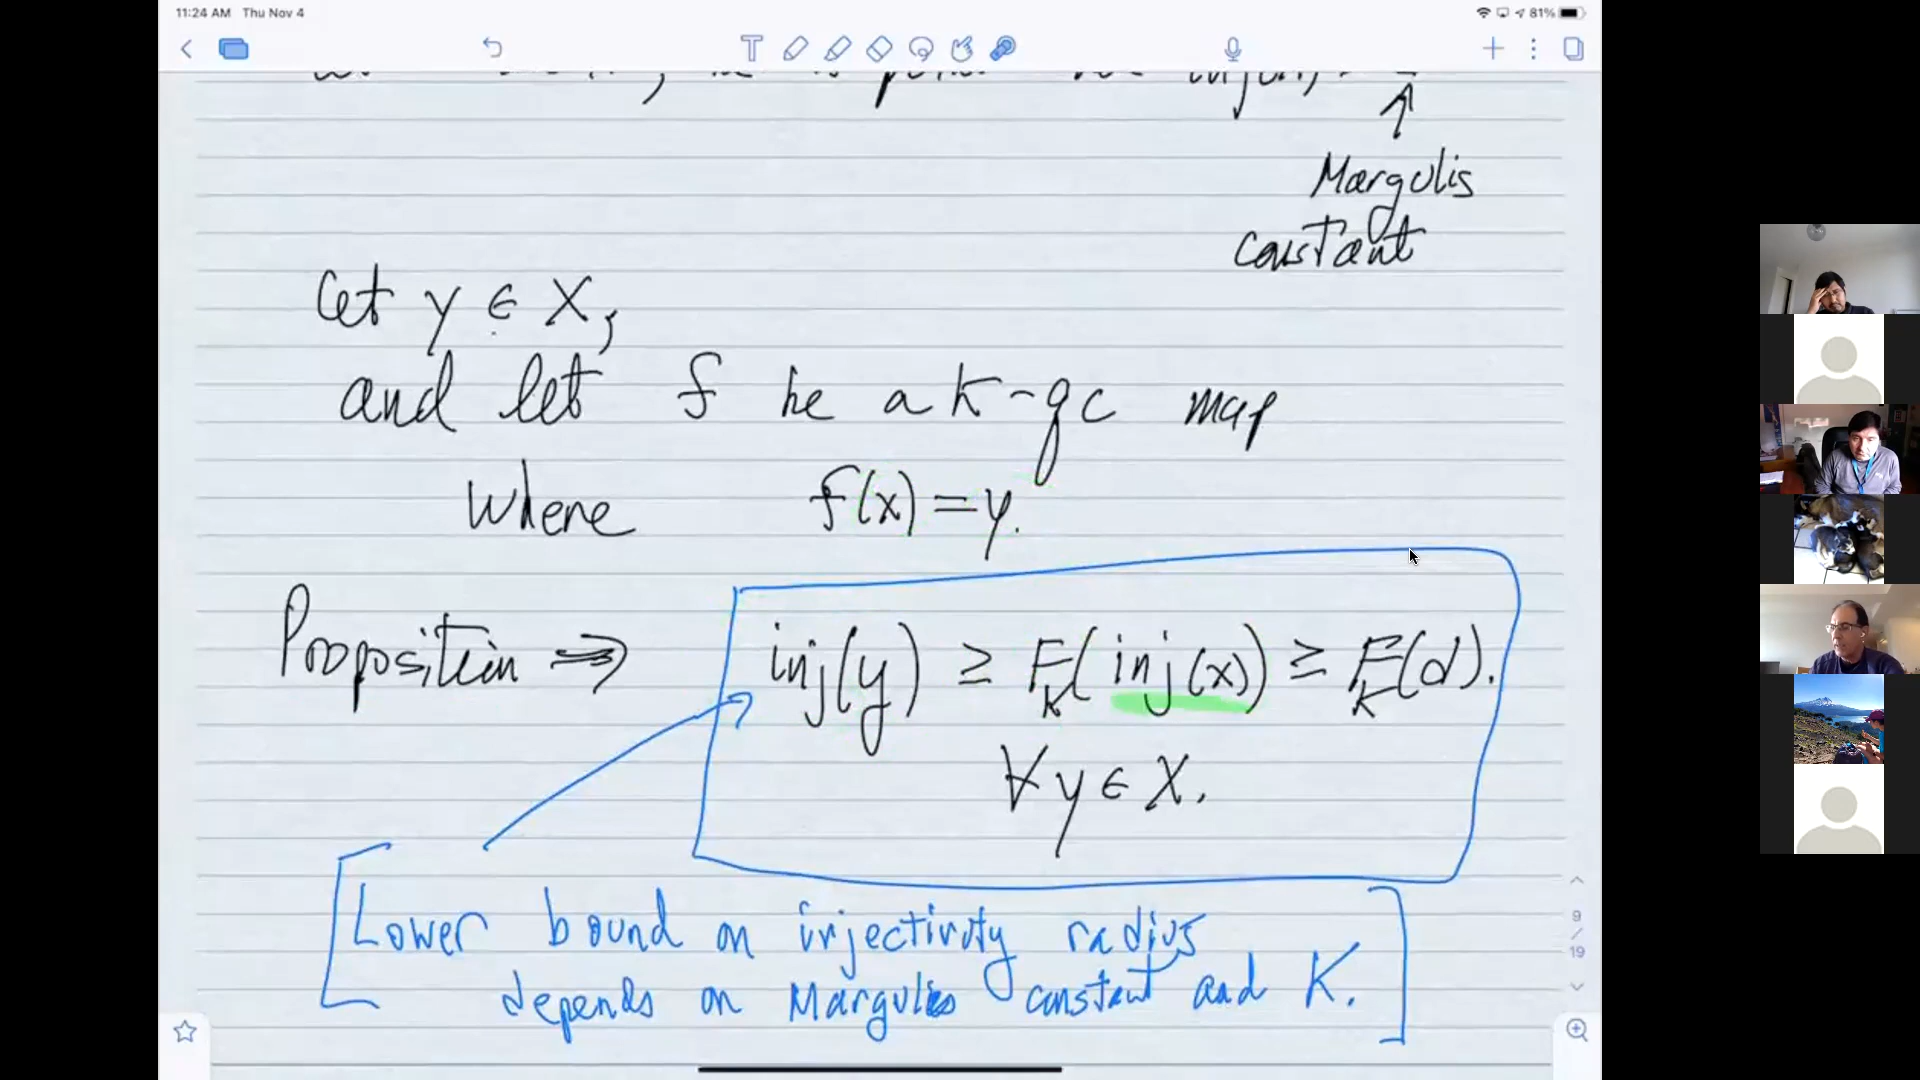 11:24 AM Thu Nov 4
81%
T
Margulis
constant
Let y ∈ X,
and let f be a K-qc map
where f(x) = y.
Proposition ⇒ inj(y) ≥ F_K(inj(x)) ≥ F_K(d).
∀ y ∈ X.
[Lower bound on injectivity radius
depends on Margulis constant and K.]
9
/
19